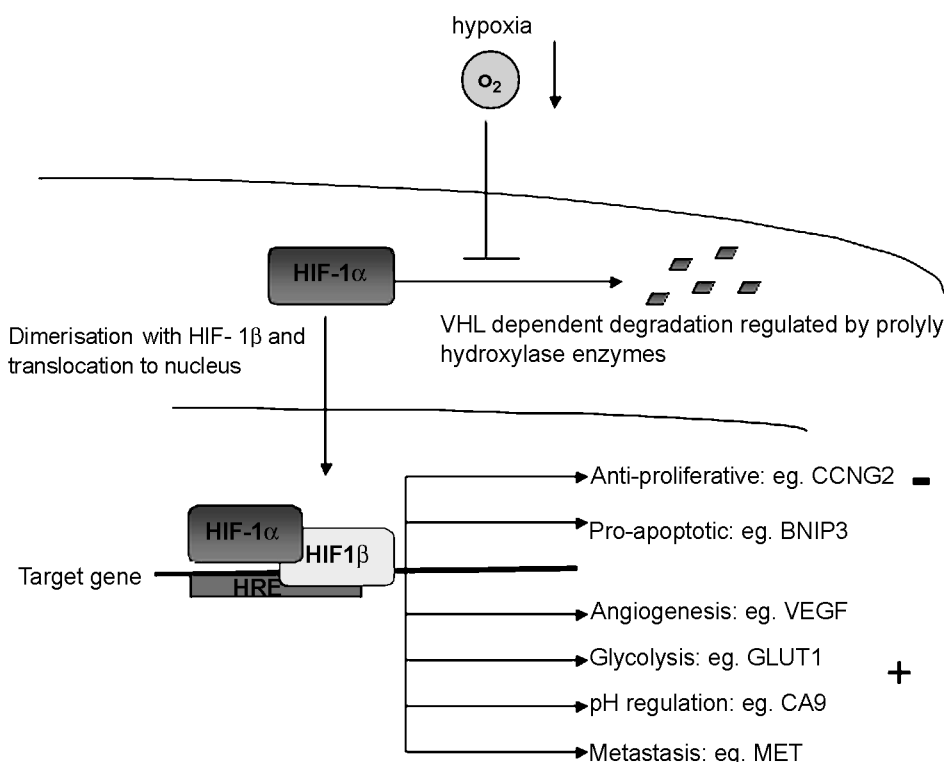 hypoxia
O₂
HIF-1α
VHL dependent degradation regulated by prolyly
hydroxylase enzymes
Dimerisation with HIF- 1β and
translocation to nucleus
HIF-1α
HIF1β
HRE
Target gene
Anti-proliferative: eg. CCNG2 -
Pro-apoptotic: eg. BNIP3
Angiogenesis: eg. VEGF
Glycolysis: eg. GLUT1
+
pH regulation: eg. CA9
Metastasis: eg. MET